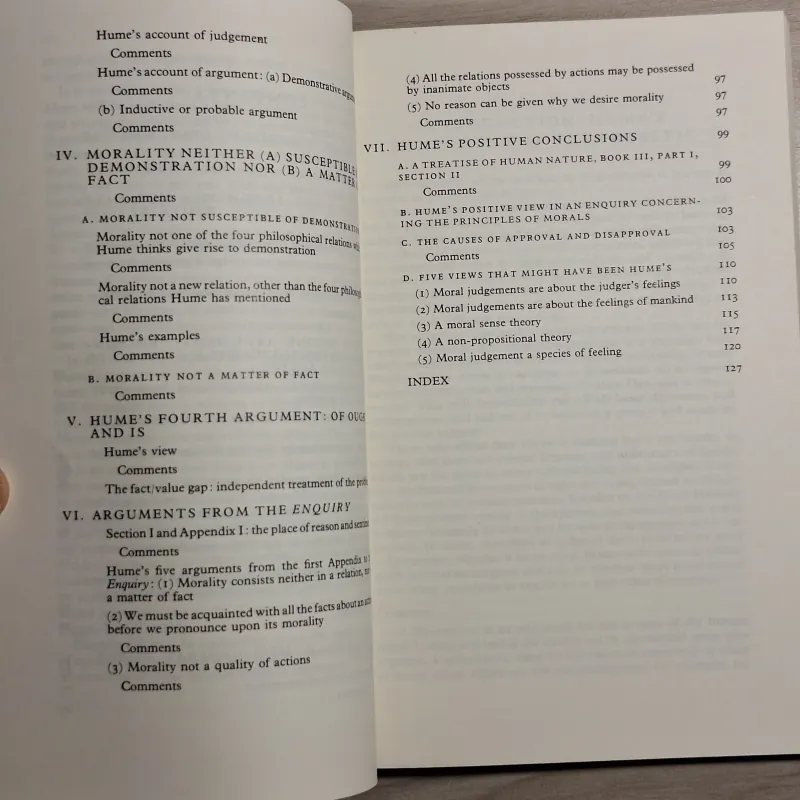 Hume's account of judgement
Comments
Hume's account of argument: (a) Demonstrative
Comments
(b) Inductive or probable argument
Comments
IV. MORALITY NEITHER (A) SUSCEPTIBLE
DEMONSTRATION NOR (B) A MATTER
FACT
Comments
A. MORALITY NOT SUSCEPTIBLE OF
Morality not one of the four philosophical relations
Hume thinks give rise to demonstration
Comments
Morality not a new relation, other than the four
cal relations Hume has mentioned
Comments
Hume's examples
Comments
B. MORALITY NOT A MATTER OF FACT
Comments
V. HUME'S FOURTH ARGUMENT: OF
AND IS
Hume's view
Comments
The fact/value gap: independent treatment of the
VI. ARGUMENTS FROM THE ENQUIRY
Section I and Appendix I: the place of reason and
Comments
Hume's five arguments from the first Appendix to
Enquiry: (1) Morality consists neither in a relation,
a matter of fact
(2) We must be acquainted with all the facts about an
before we pronounce upon its morality
Comments
(3) Morality not a quality of actions
Comments
(4) All the relations possessed by actions may be possessed
by inanimate objects 97
(5) No reason can be given why we desire morality 97
Comments 97
VII. HUME'S POSITIVE CONCLUSIONS 99
A. A TREATISE OF HUMAN NATURE, BOOK III, PART I,
SECTION II 99
Comments 100
B. HUME'S POSITIVE VIEW IN AN ENQUIRY CONCERN-
ING THE PRINCIPLES OF MORALS 103
C. THE CAUSES OF APPROVAL AND DISAPPROVAL 103
Comments 105
D. FIVE VIEWS THAT MIGHT HAVE BEEN HUME'S 110
(1) Moral judgements are about the judger's feelings 110
(2) Moral judgements are about the feelings of mankind 113
(3) A moral sense theory 115
(4) A non-propositional theory 117
(5) Moral judgement a species of feeling 120
INDEX 127